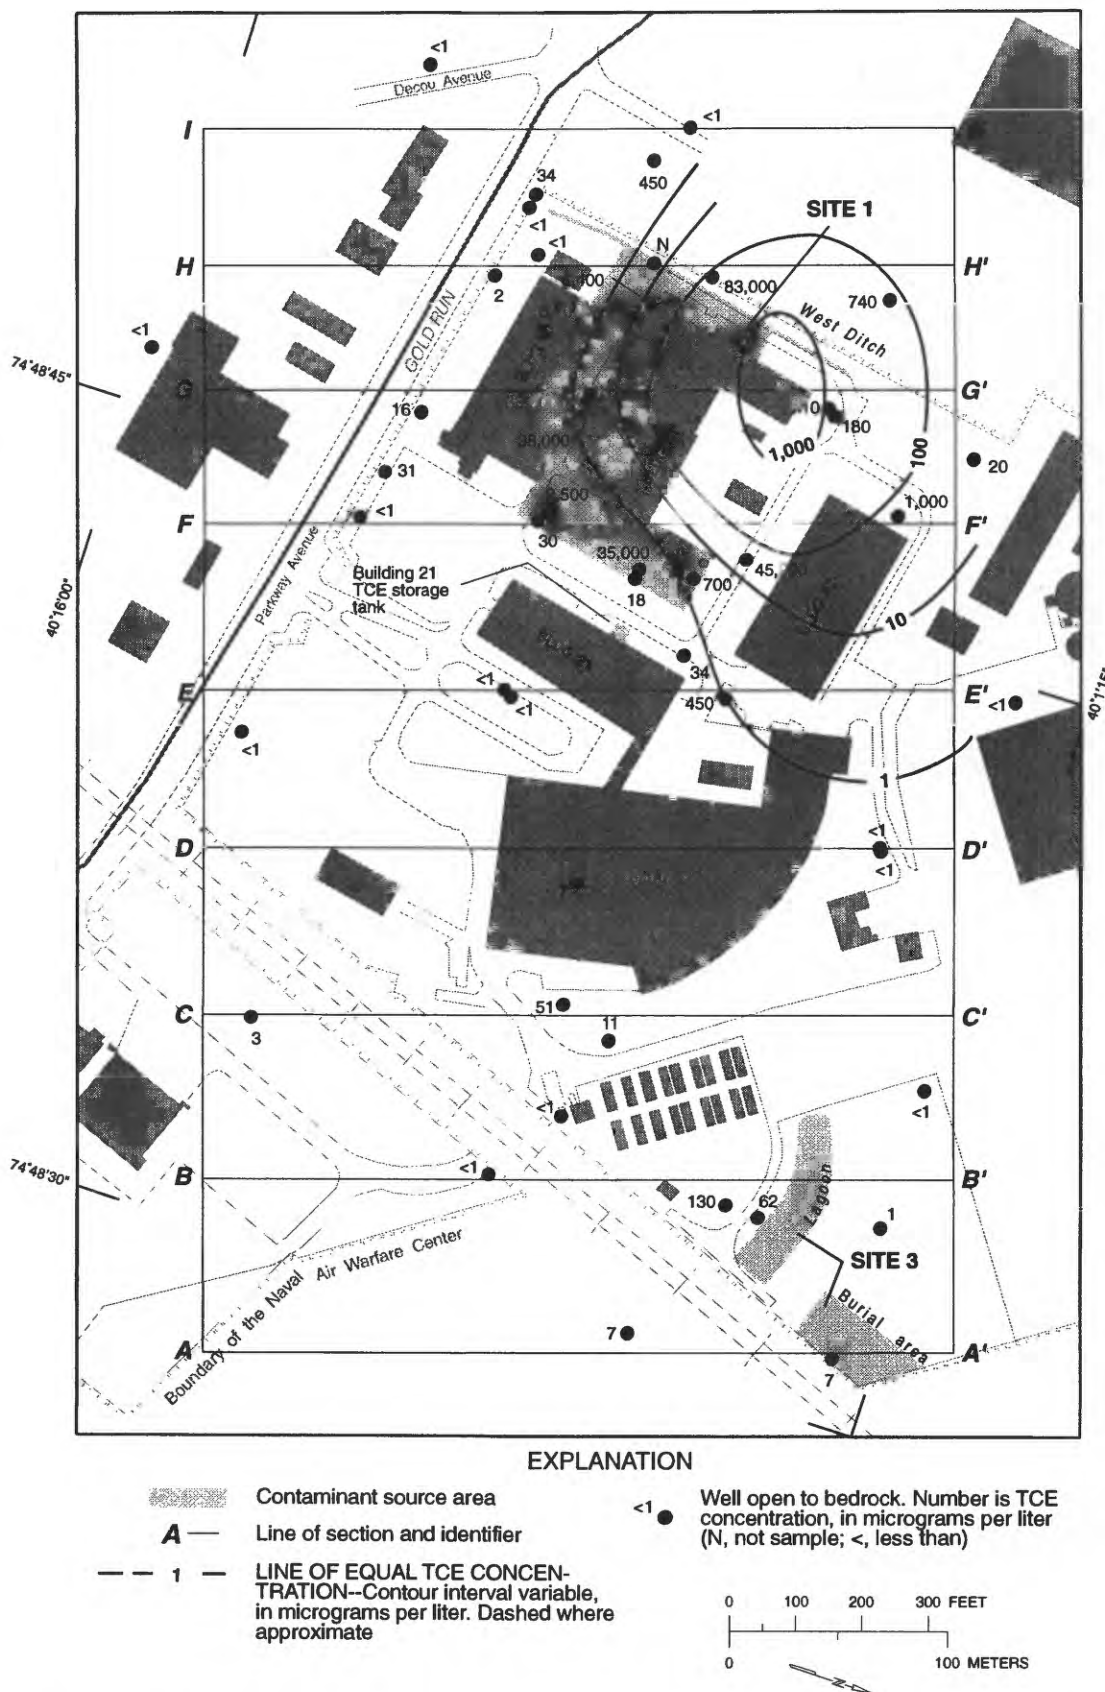 <1
Decou Avenue
I
<1
450
34
<1
SITE 1
<1
N
H
H'
2
83,000
740
West Ditch
<1
GOLD RUN
74°48'45"
G
G'
16
180
1,000
100
38,000
20
31
<1
1,000
F
F'
30
35,000
Building 21
TCE storage
tank
Parkway Avenue
18
700
10
40°16'00"
34
E
E'
<1
<1
450
<1
<1
1
D
D'
<1
<1
51
C
C'
3
11
<1
<1
74°48'30"
<1
B
B'
130
62
Lagoon
1
SITE 3
Boundary of the Naval Air Warfare Center
Burial area
7
A
A'
7
EXPLANATION
Contaminant source area
A — Line of section and identifier
— — 1 — LINE OF EQUAL TCE CONCEN-
TRATION--Contour interval variable,
in micrograms per liter. Dashed where
approximate
<1 Well open to bedrock. Number is TCE
concentration, in micrograms per liter
(N, not sample; <, less than)
0 100 200 300 FEET
0 100 METERS
N